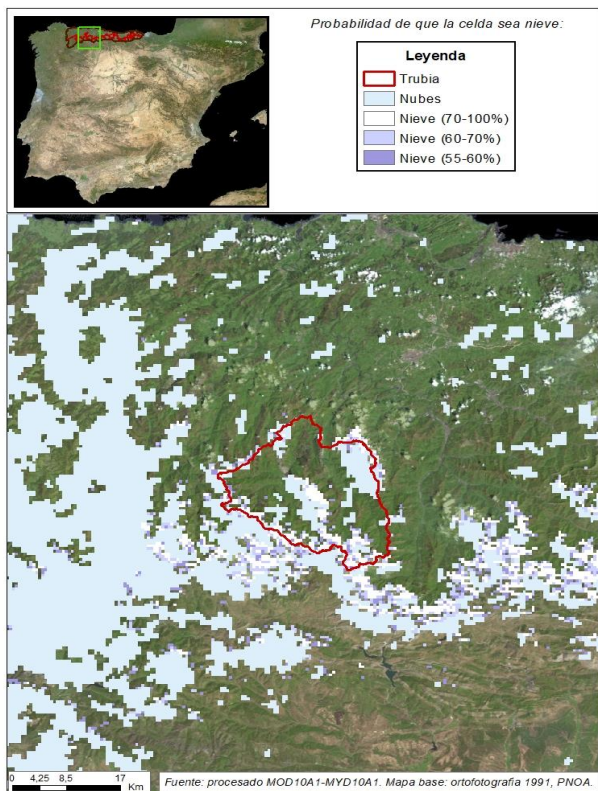 Probabilidad de que la celda sea nieve:
Leyenda
Trubia
Nubes
Nieve (70-100%)
Nieve (60-70%)
Nieve (55-60%)
0 4,25 8,5 17
Km
Fuente: procesado MOD10A1-MYD10A1. Mapa base: ortofotografia 1991, PNOA.